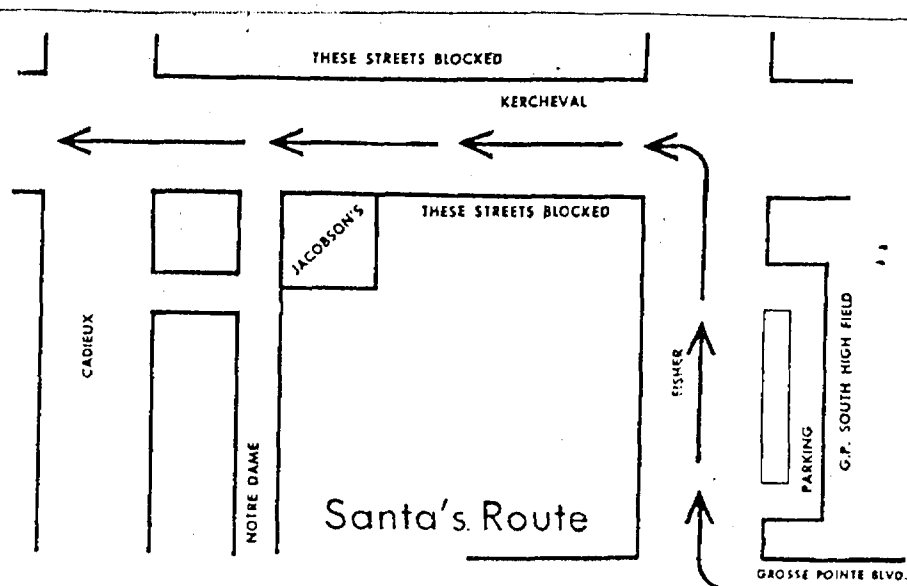 THESE STREETS BLOCKED
KERCHEVAL
THESE STREETS BLOCKED
JACOBSON'S
CADIEUX
NOTRE DAME
FISHER
PARKING
G.P. SOUTH HIGH FIELD
Santa's Route
GROSSE POINTE BLVD.